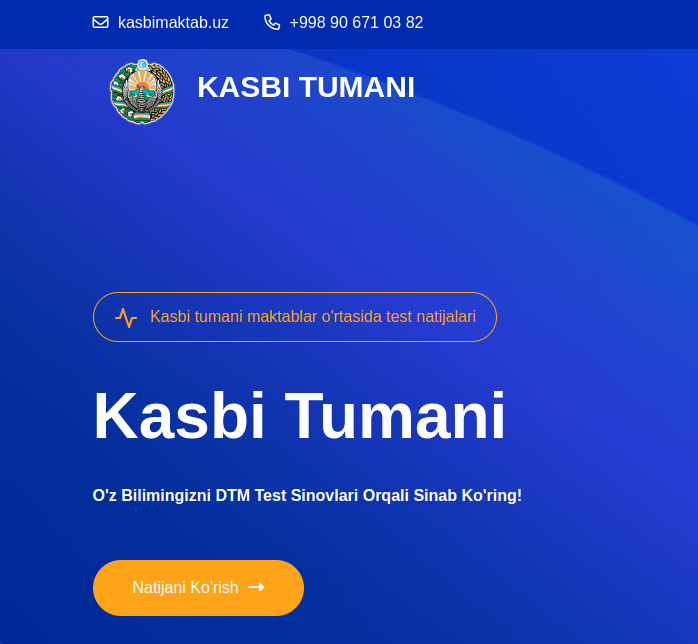 kasbimaktab.uz +998 90 671 03 82
KASBI TUMANI
Kasbi tumani maktablar o'rtasida test natijalari
Kasbi Tumani
O'z Bilimingizni DTM Test Sinovlari Orqali Sinab Ko'ring!
Natijani Ko'rish →